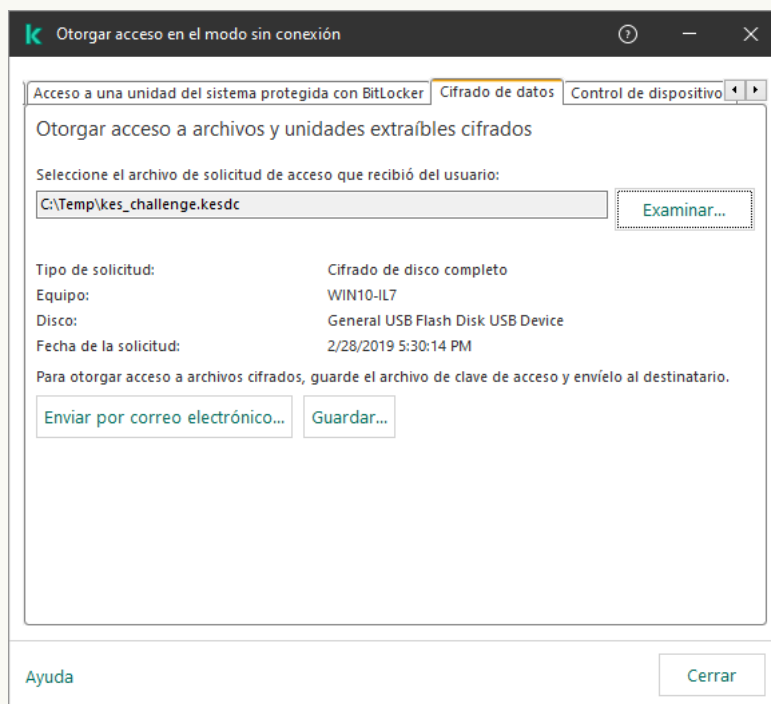 Otorgar acceso en el modo sin conexión
Acceso a una unidad del sistema protegida con BitLocker Cifrado de datos Control de dispositivo
Otorgar acceso a archivos y unidades extraíbles cifrados
Seleccione el archivo de solicitud de acceso que recibió del usuario:
C:\Temp\kes_challenge.kesdc Examinar...
Tipo de solicitud: Cifrado de disco completo
Equipo: WIN10-IL7
Disco: General USB Flash Disk USB Device
Fecha de la solicitud: 2/28/2019 5:30:14 PM
Para otorgar acceso a archivos cifrados, guarde el archivo de clave de acceso y envíelo al destinatario.
Enviar por correo electrónico... Guardar...
Ayuda Cerrar